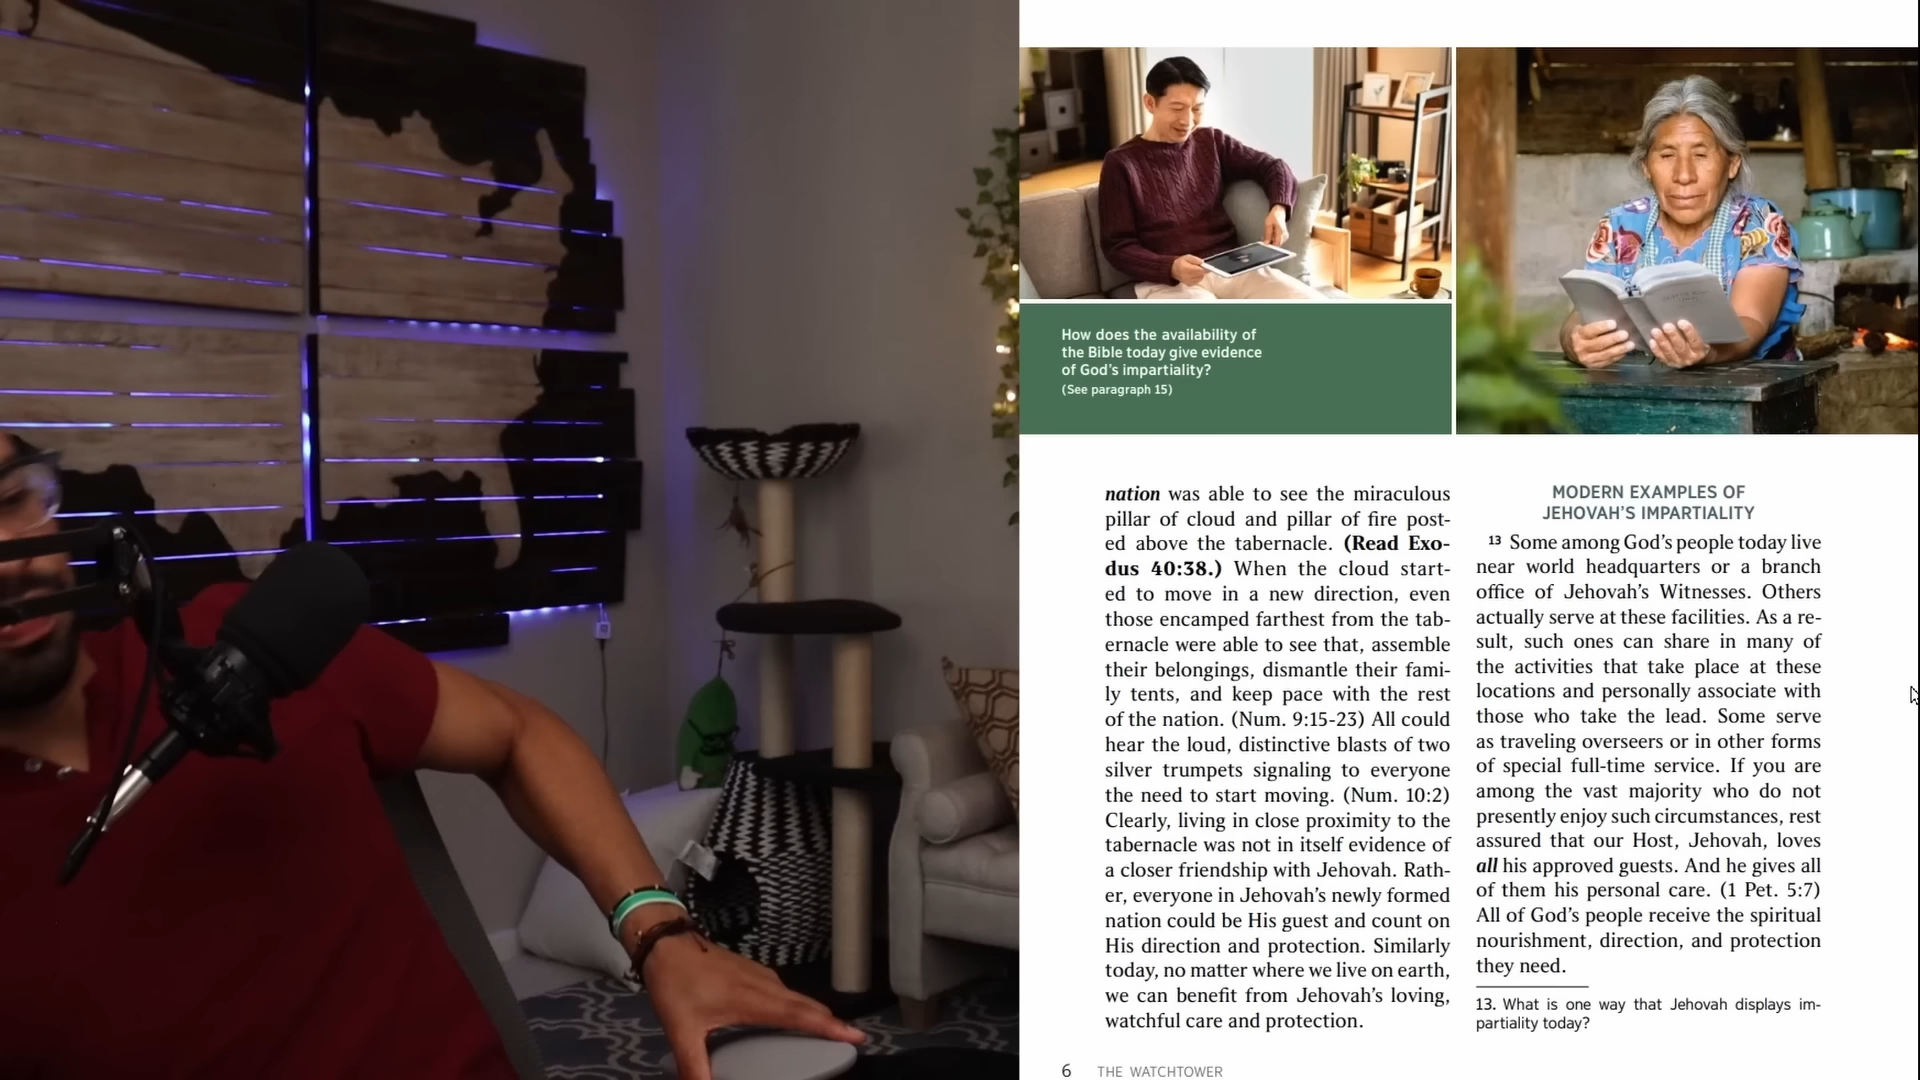 How does the availability of
the Bible today give evidence
of God's impartiality?
(See paragraph 15)
nation was able to see the miraculous
pillar of cloud and pillar of fire post-
ed above the tabernacle. (Read Exo-
dus 40:38.) When the cloud start-
ed to move in a new direction, even
those encamped farthest from the tab-
ernacle were able to see that, assemble
their belongings, dismantle their fami-
ly tents, and keep pace with the rest
of the nation. (Num. 9:15-23) All could
hear the loud, distinctive blasts of two
silver trumpets signaling to everyone
the need to start moving. (Num. 10:2)
Clearly, living in close proximity to the
tabernacle was not in itself evidence of
a closer friendship with Jehovah. Rath-
er, everyone in Jehovah's newly formed
nation could be His guest and count on
His direction and protection. Similarly
today, no matter where we live on earth,
we can benefit from Jehovah's loving,
watchful care and protection.
MODERN EXAMPLES OF
JEHOVAH'S IMPARTIALITY
13 Some among God's people today live
near world headquarters or a branch
office of Jehovah's Witnesses. Others
actually serve at these facilities. As a re-
sult, such ones can share in many of
the activities that take place at these
locations and personally associate with
those who take the lead. Some serve
as traveling overseers or in other forms
of special full-time service. If you are
among the vast majority who do not
presently enjoy such circumstances, rest
assured that our Host, Jehovah, loves
all his approved guests. And he gives all
of them his personal care. (1 Pet. 5:7)
All of God's people receive the spiritual
nourishment, direction, and protection
they need.
13. What is one way that Jehovah displays im-
partiality today?
6 THE WATCHTOWER